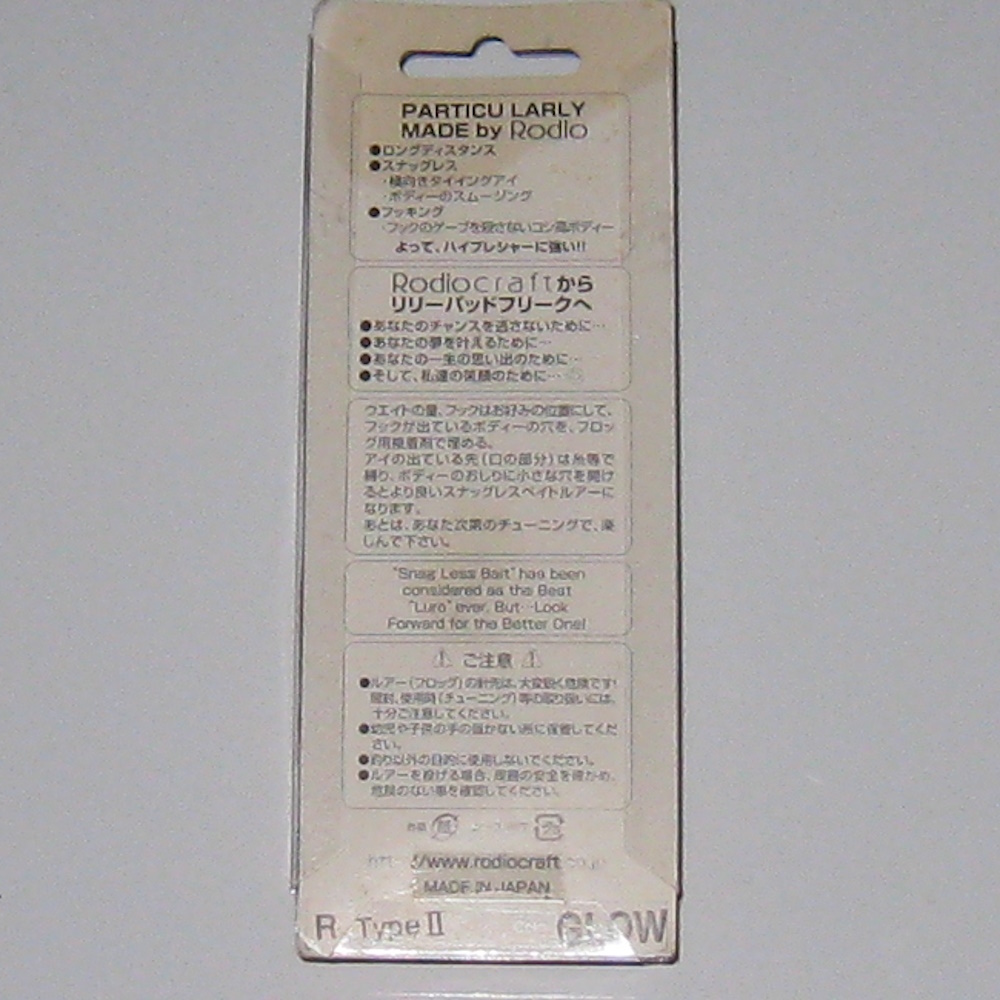 PARTICU LARLY
MADE by Rodio
●ロングディスタンス
●スナッグレス
・横向きタイイングアイ
・ボディーのスムージング
●フッキング
・フックのゲープを殺さないコシ高ボディー
よって、ハイプレシャーに強い!!
Rodiocraftから
リリーパッドフリークへ
●あなたのチャンスを逃さないために…
●あなたの夢を叶えるために…
●あなたの一生の思い出のために…
●そして、私達の笑顔のために…
ウエイトの量、フックはお好みの位置にして、
フックが出ているボディーの穴を、フロッ
グ用接着剤で埋める。
アイの出ている先(口の部分)は糸等で
縛り、ボディーのおしりに小さな穴を開け
るとより良いスナッグレスベイトルアーに
なります。
あとは、あなた次第のチューニングで、楽
しんで下さい。
"Snag Less Bait" has been
considered as the Best
"Lure" ever. But…Look
Forward for the Better One!
⚠ ご注意 ⚠
●ルアー(フロッグ)の針先は、大変鋭く危険です!
開封、使用時(チューニング)等の取り扱いには、
十分ご注意してください。
●幼児や子供の手の届かない所に保管してくだ
さい。
●釣り以外の目的に使用しないでください。
●ルアーを投げる場合、周囲の安全を確かめ、
危険のない事を確認してください。
http://www.rodiocraft.co.jp
MADE IN JAPAN
R Type II GLOW